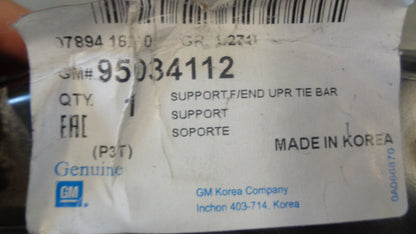 GM# 95034112
QTY. 1 SUPPORT,F/END UPR TIE BAR
EAC SUPPORT
SOPORTE
(P3T) MADE IN KOREA
Genuine
GM GM Korea Company
Inchon 403-714, Korea